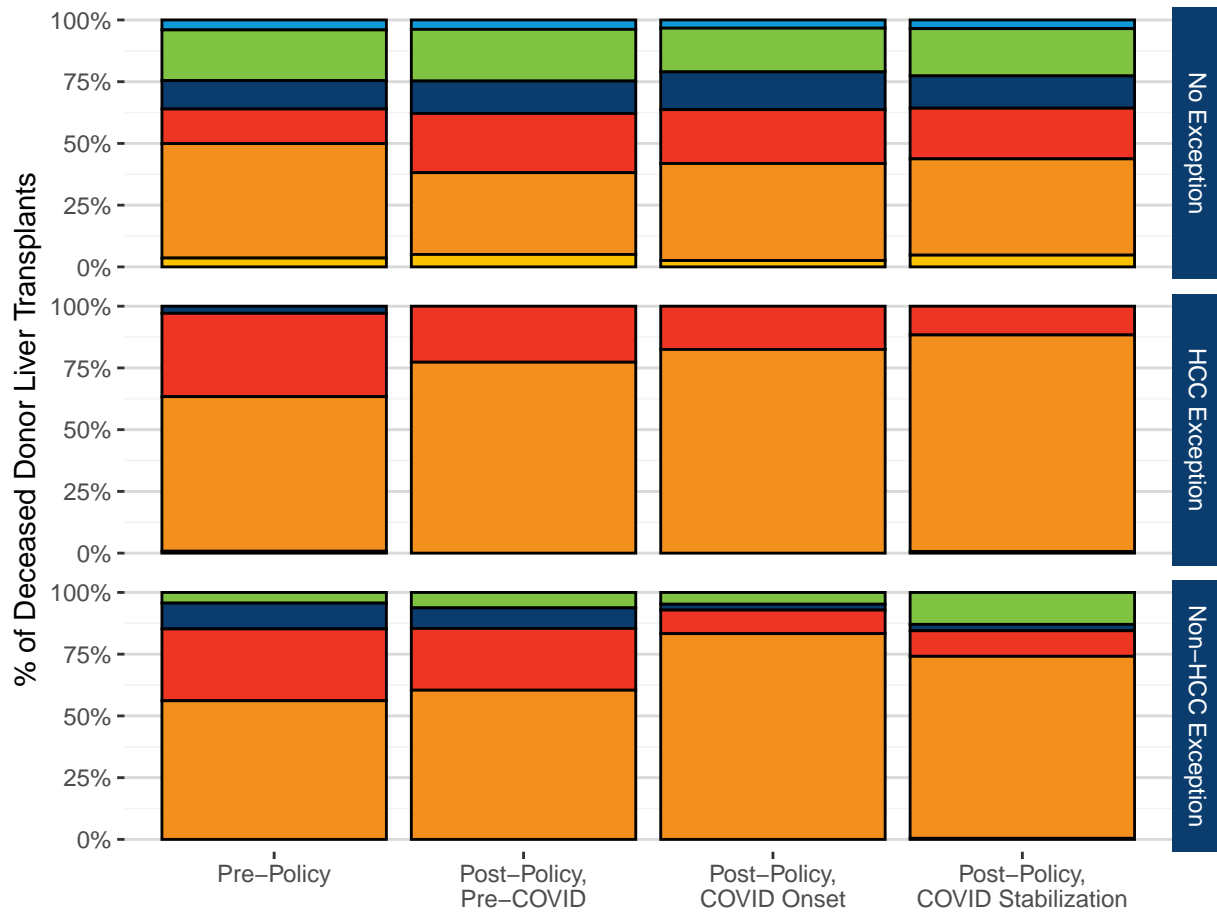 % of Deceased Donor Liver Transplants
100%
75%
50%
25%
0%
No Exception
100%
75%
50%
25%
0%
HCC Exception
100%
75%
50%
25%
0%
Non−HCC Exception
Pre−Policy
Post−Policy,
Pre−COVID
Post−Policy,
COVID Onset
Post−Policy,
COVID Stabilization